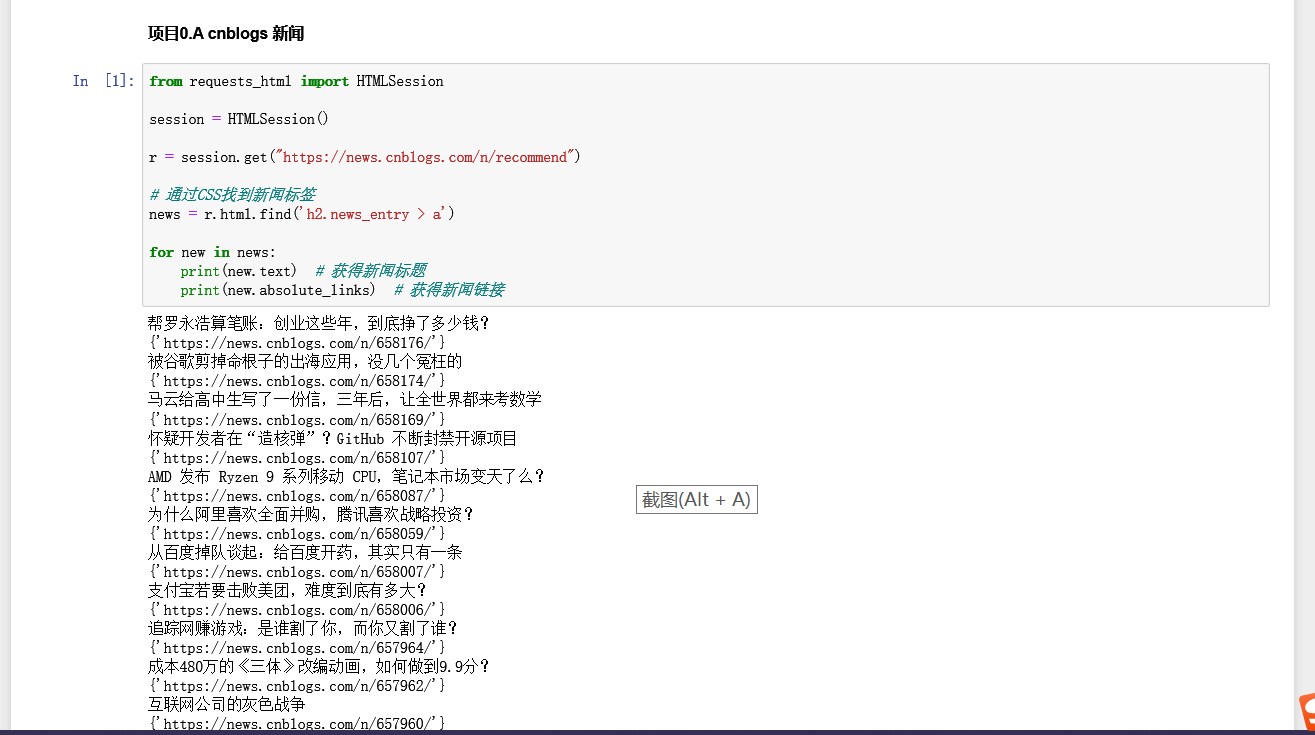 项目0.A cnblogs 新闻
In [1]:
from requests_html import HTMLSession
session = HTMLSession()
r = session.get("https://news.cnblogs.com/n/recommend")
# 通过CSS找到新闻标签
news = r.html.find('h2.news_entry > a')
for new in news:
    print(new.text)  # 获得新闻标题
    print(new.absolute_links)  # 获得新闻链接
帮罗永浩算笔账：创业这些年，到底挣了多少钱？
{'https://news.cnblogs.com/n/658176/'}
被谷歌剪掉命根子的出海应用，没几个冤枉的
{'https://news.cnblogs.com/n/658174/'}
马云给高中生写了一份信，三年后，让全世界都来考数学
{'https://news.cnblogs.com/n/658169/'}
怀疑开发者在“造核弹”？GitHub 不断封禁开源项目
{'https://news.cnblogs.com/n/658107/'}
AMD 发布 Ryzen 9 系列移动 CPU，笔记本市场变天了么？
{'https://news.cnblogs.com/n/658087/'}
为什么阿里喜欢全面并购，腾讯喜欢战略投资？
{'https://news.cnblogs.com/n/658059/'}
从百度掉队谈起：给百度开药，其实只有一条
{'https://news.cnblogs.com/n/658007/'}
支付宝若要击败美团，难度到底有多大？
{'https://news.cnblogs.com/n/658006/'}
追踪网赚游戏：是谁割了你，而你又割了谁？
{'https://news.cnblogs.com/n/657964/'}
成本480万的《三体》改编动画，如何做到9.9分？
{'https://news.cnblogs.com/n/657962/'}
互联网公司的灰色战争
{'https://news.cnblogs.com/n/657960/'}
截图(Alt + A)